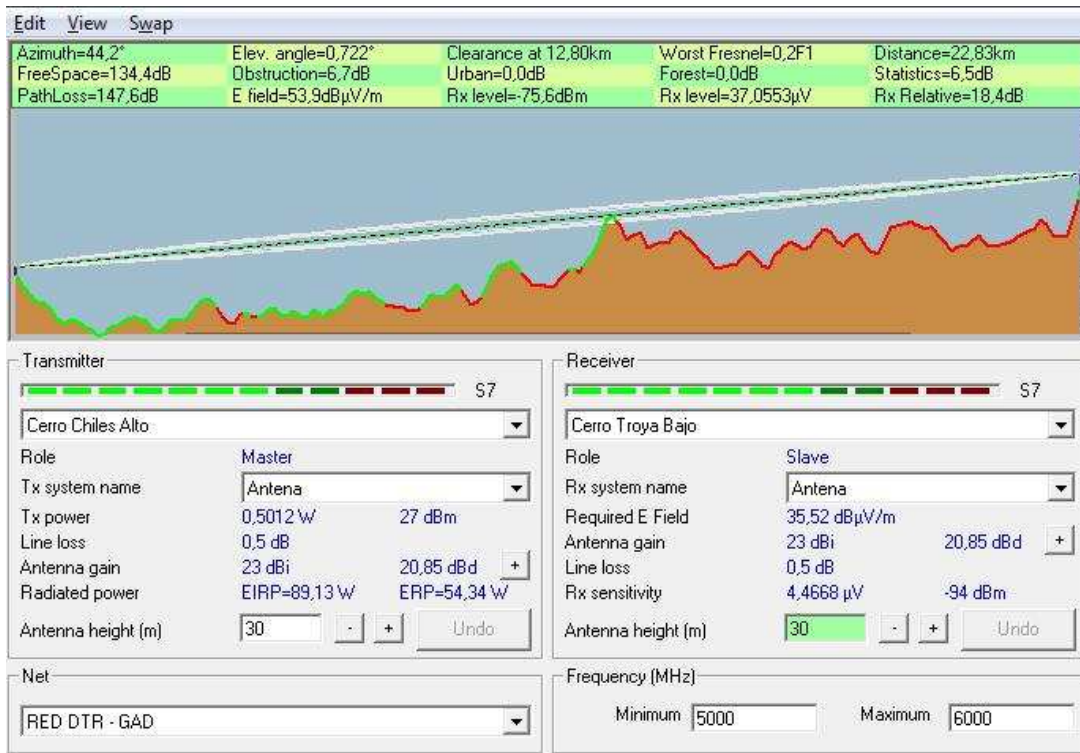 Edit View Swap
Azimuth=44,2° Elev. angle=0,722° Clearance at 12,80km Worst Fresnel=0,2F1 Distance=22,83km
FreeSpace=134,4dB Obstruction=6,7dB Urban=0,0dB Forest=0,0dB Statistics=6,5dB
PathLoss=147,6dB E field=53,9dBµV/m Rx level=-75,6dBm Rx level=37,0553µV Rx Relative=18,4dB
Transmitter
S7
Cerro Chiles Alto
Role Master
Tx system name Antena
Tx power 0,5012 W 27 dBm
Line loss 0,5 dB
Antenna gain 23 dBi 20,85 dBd +
Radiated power EIRP=89,13 W ERP=54,34 W
Antenna height (m) 30 - + Undo
Net
RED DTR - GAD
Receiver
S7
Cerro Troya Bajo
Role Slave
Rx system name Antena
Required E Field 35,52 dBµV/m
Antenna gain 23 dBi 20,85 dBd +
Line loss 0,5 dB
Rx sensitivity 4,4668 µV -94 dBm
Antenna height (m) 30 - + Undo
Frequency (MHz)
Minimum 5000 Maximum 6000